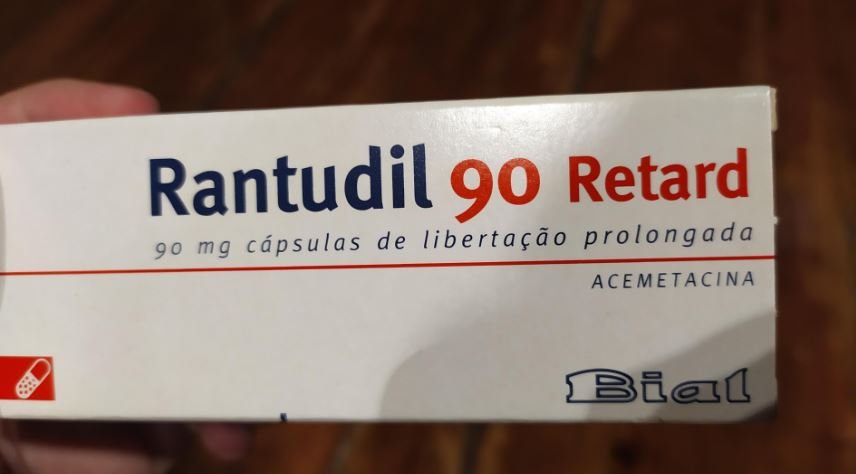 Rantudil 90 Retard
90 mg cápsulas de libertação prolongada
ACEMETACINA
Bial